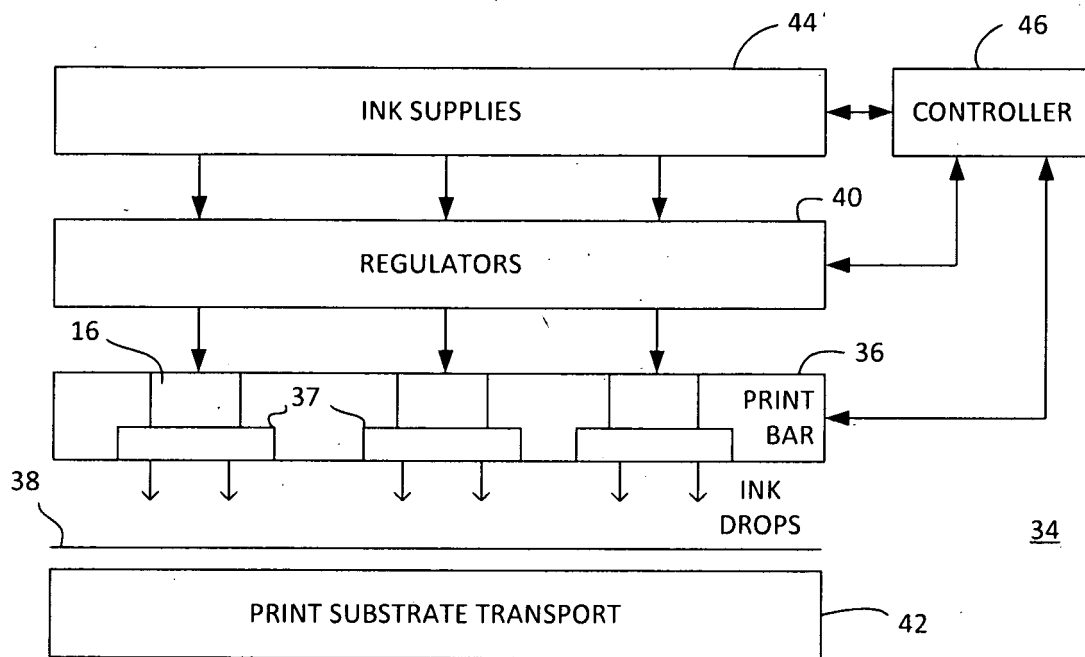 44
46
INK SUPPLIES
CONTROLLER
40
REGULATORS
16
37
36
PRINT
BAR
38
INK
DROPS
34
PRINT SUBSTRATE TRANSPORT
42